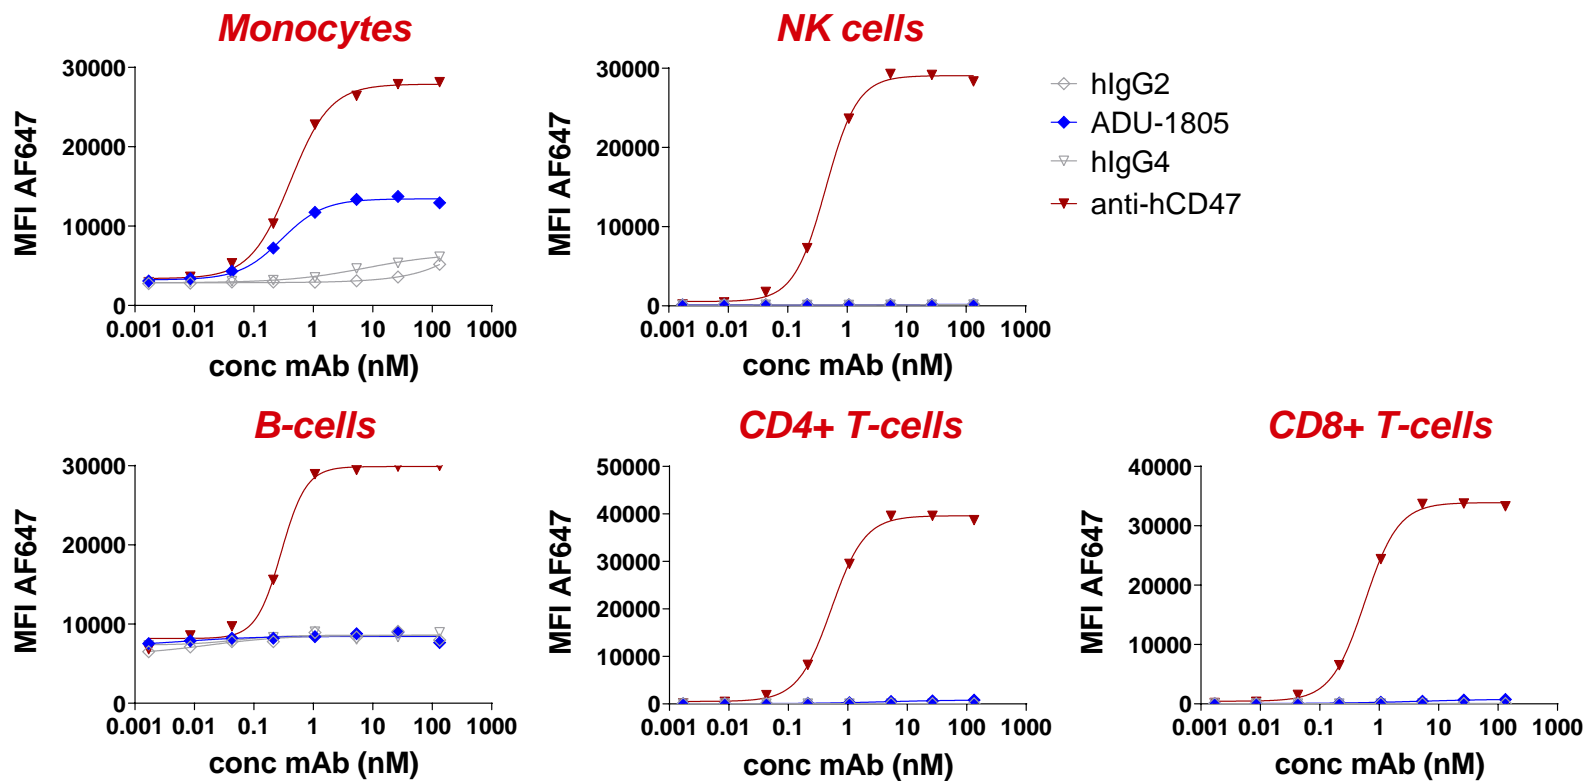 Monocytes
NK cells
30000
20000
10000
0
MFI AF647
0.001 0.01 0.1 1 10 100 1000
conc mAb (nM)
30000
20000
10000
0
MFI AF647
0.001 0.01 0.1 1 10 100 1000
conc mAb (nM)
hIgG2
ADU-1805
hIgG4
anti-hCD47
B-cells
CD4+ T-cells
CD8+ T-cells
30000
20000
10000
0
MFI AF647
0.001 0.01 0.1 1 10 100 1000
conc mAb (nM)
50000
40000
30000
20000
10000
0
MFI AF647
0.001 0.01 0.1 1 10 100 1000
conc mAb (nM)
40000
30000
20000
10000
0
MFI AF647
0.001 0.01 0.1 1 10 100 1000
conc mAb (nM)